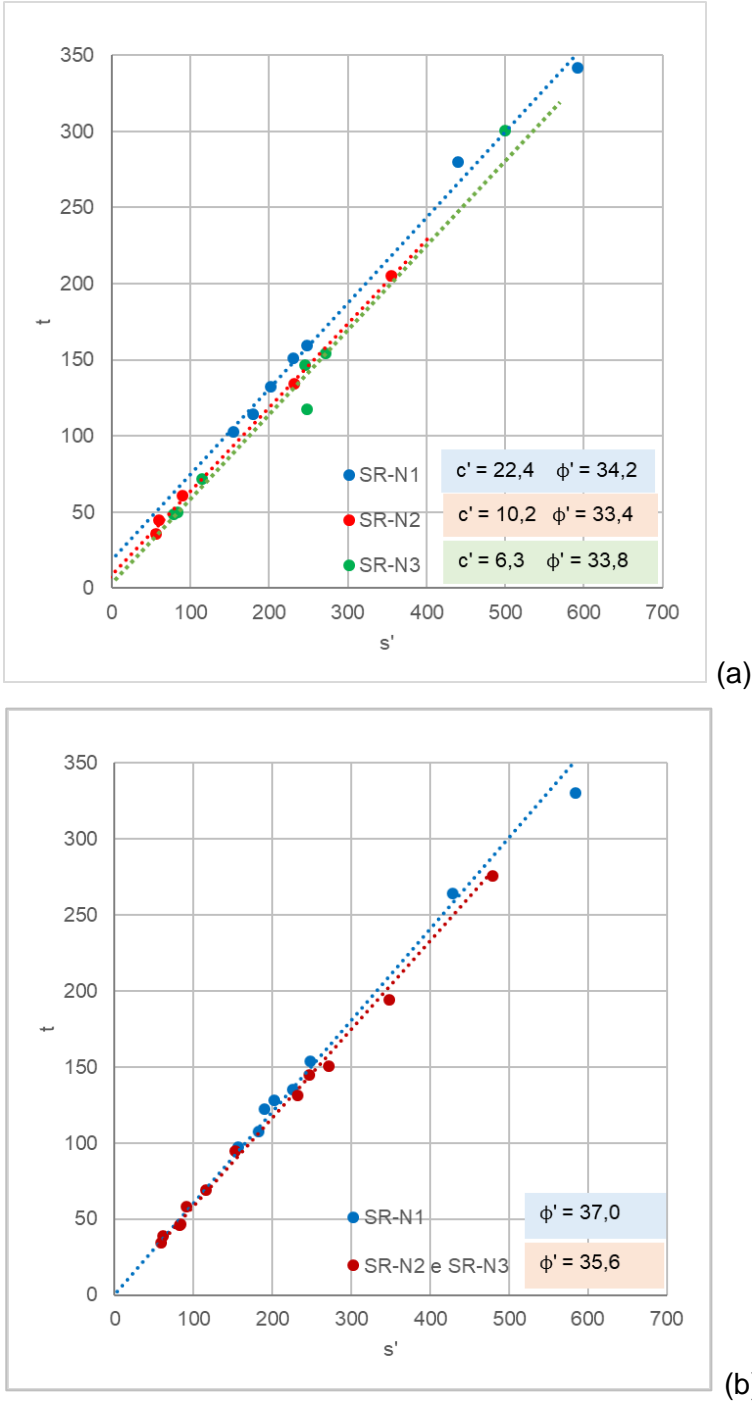 350
300
250
200
150
100
50
0
t
SR-N1 c' = 22,4 ϕ' = 34,2
SR-N2 c' = 10,2 ϕ' = 33,4
SR-N3 c' = 6,3 ϕ' = 33,8
0 100 200 300 400 500 600 700
s'
(a)
350
300
250
200
150
100
50
0
t
SR-N1 ϕ' = 37,0
SR-N2 e SR-N3 ϕ' = 35,6
0 100 200 300 400 500 600 700
s'
(b)